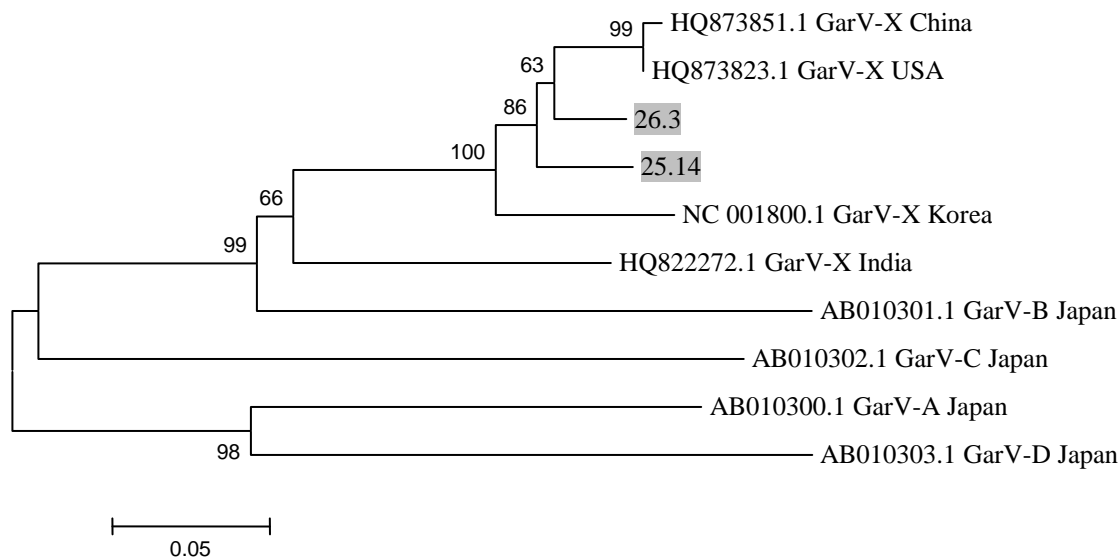 99
HQ873851.1 GarV-X China
HQ873823.1 GarV-X USA
63
26.3
86
25.14
100
NC 001800.1 GarV-X Korea
66
HQ822272.1 GarV-X India
99
AB010301.1 GarV-B Japan
AB010302.1 GarV-C Japan
AB010300.1 GarV-A Japan
98
AB010303.1 GarV-D Japan
0.05